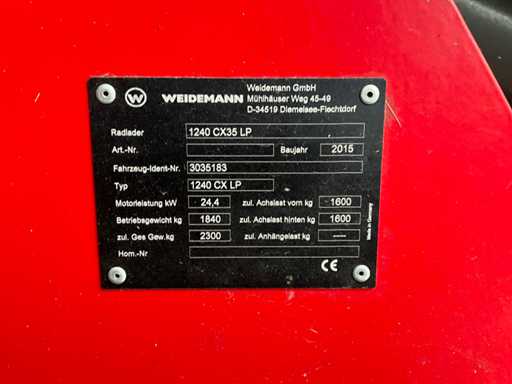 W WEIDEMANN
Weidemann GmbH
Mühlhäuser Weg 45-49
D-34519 Diemelsee-Flechtdorf
Radlader 1240 CX35 LP
Art.-Nr. Baujahr 2015
Fahrzeug-Ident-Nr. 3035183
Typ 1240 CX LP
Motorleistung kW 24,4 zul. Achslast vorn kg 1600
Betriebsgewicht kg 1840 zul. Achslast hinten kg 1600
zul. Ges Gew.kg 2300 zul. Anhängelast kg ----
Hom.-Nr
CE
Made in Germany